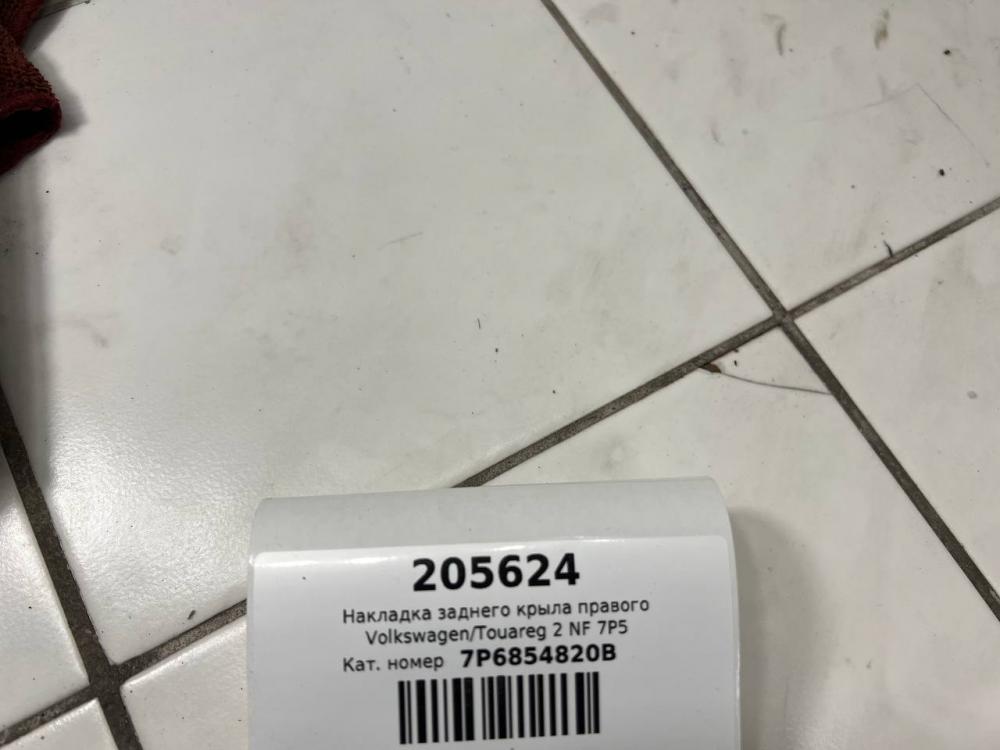 205624
Накладка заднего крыла правого
Volkswagen/Touareg 2 NF 7P5
Кат. номер 7P6854820B